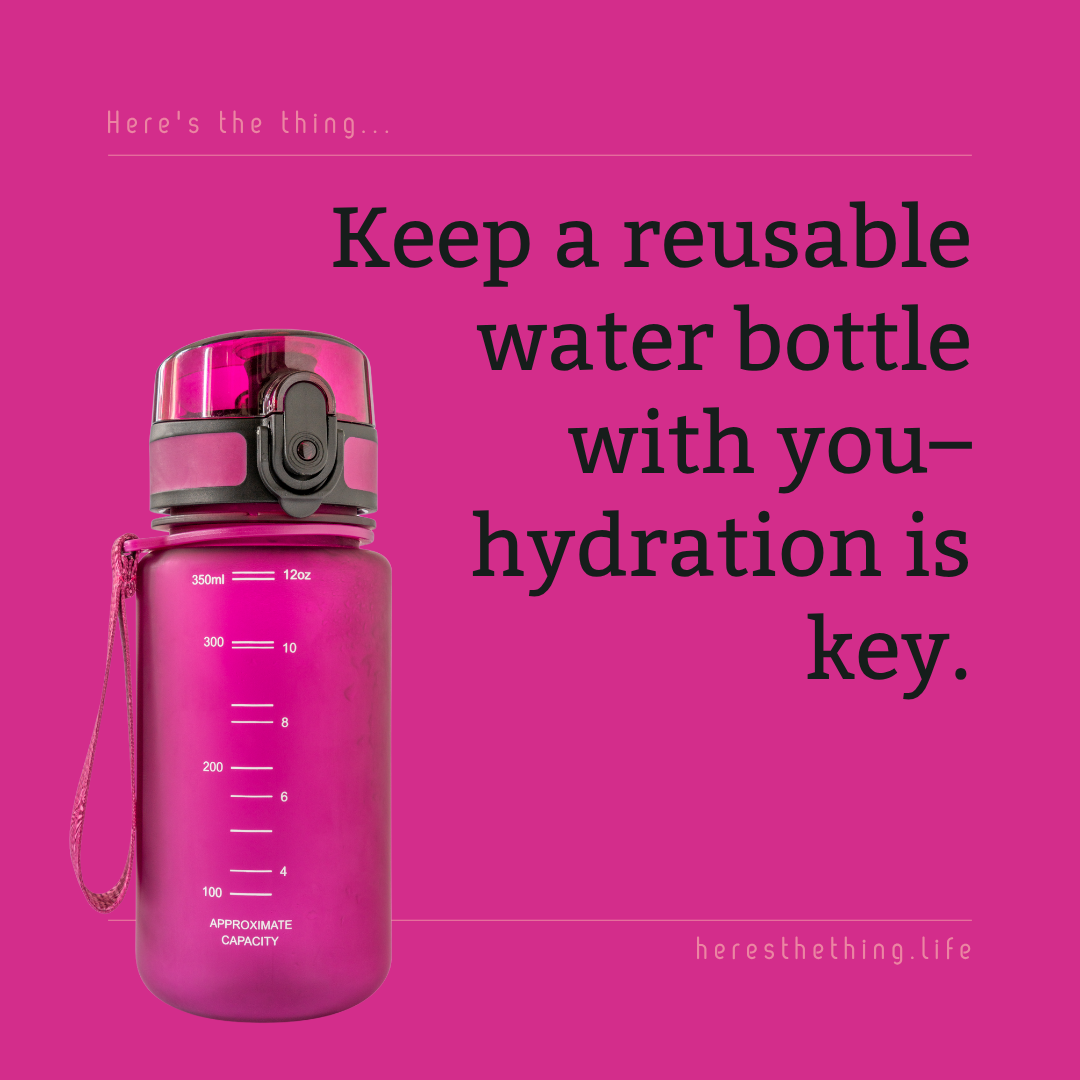 Here's the thing...
Keep a reusable
water bottle
with you–
hydration is
key.
350ml 12oz
300 10
8
200
6
4
100
APPROXIMATE
CAPACITY
heresthething.life